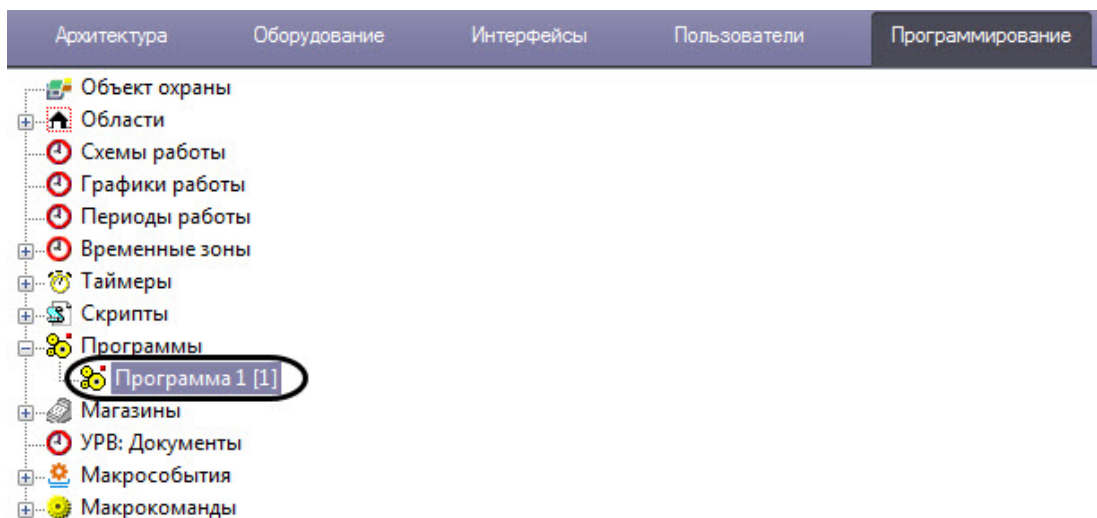 Архитектура Оборудование Интерфейсы Пользователи Программирование
Объект охраны
Области
Схемы работы
Графики работы
Периоды работы
Временные зоны
Таймеры
Скрипты
Программы
Программа 1 [1]
Магазины
УРВ: Документы
Макрособытия
Макрокоманды